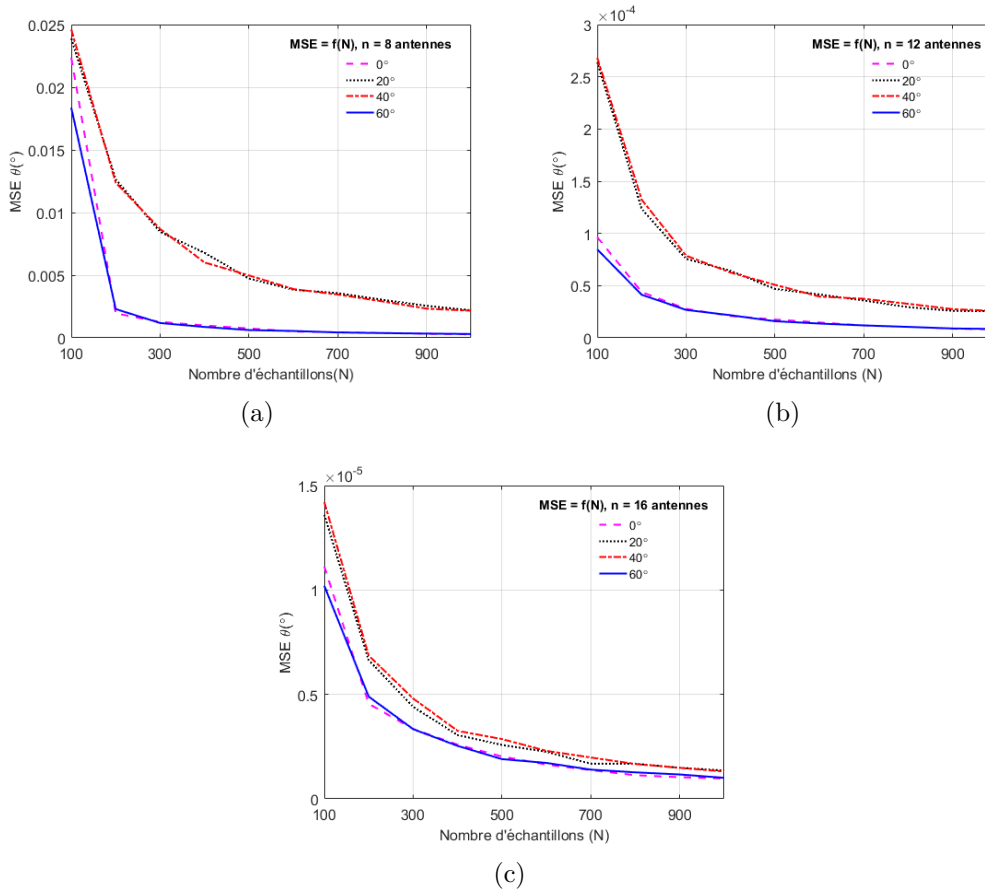 MSE = f(N), n = 8 antennes
0°
20°
40°
60°
MSE θ(°)
0.025
0.02
0.015
0.01
0.005
0
100 300 500 700 900
Nombre d'échantillons(N)
(a)
×10⁻⁴
MSE = f(N), n = 12 antennes
0°
20°
40°
60°
MSE θ(°)
3
2.5
2
1.5
1
0.5
0
100 300 500 700 900
Nombre d'échantillons (N)
(b)
×10⁻⁵
MSE = f(N), n = 16 antennes
0°
20°
40°
60°
MSE θ(°)
1.5
1
0.5
0
100 300 500 700 900
Nombre d'échantillons (N)
(c)